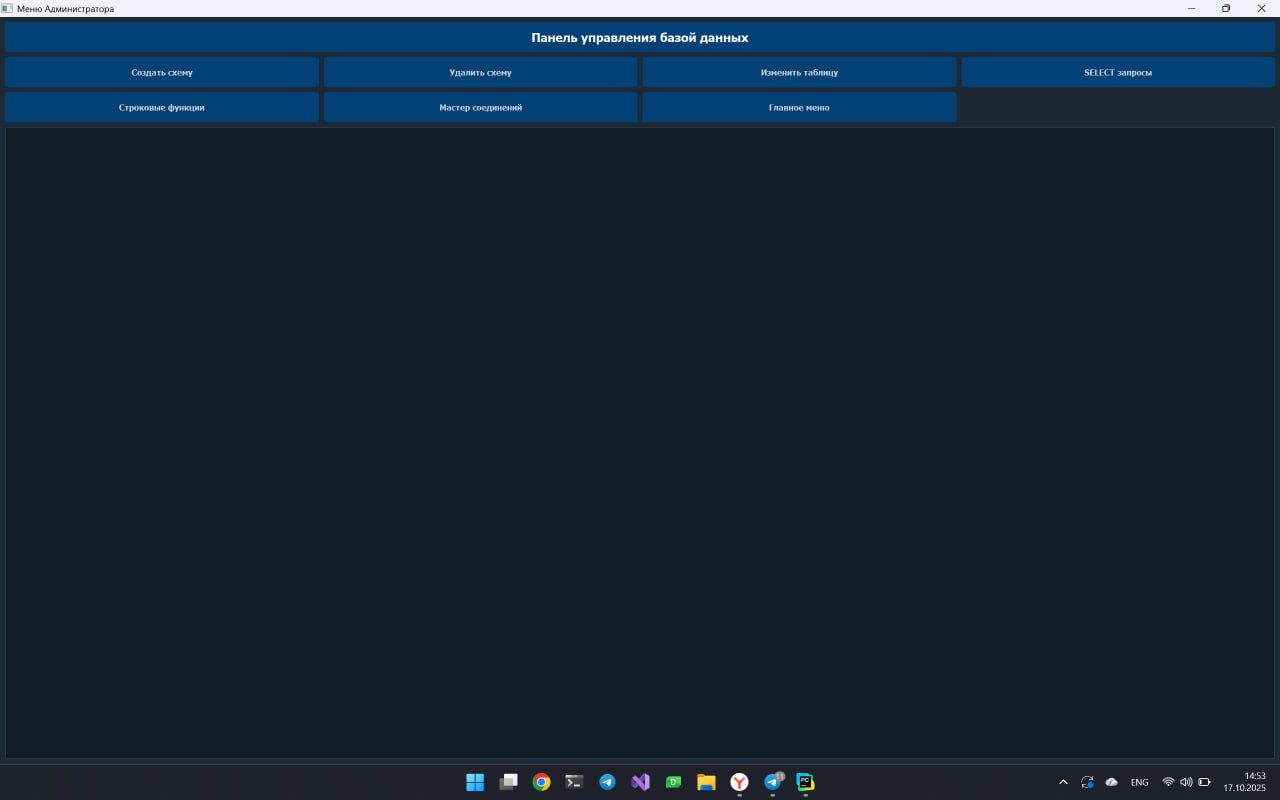 Меню Администратора
Панель управления базой данных
Создать схему
Удалить схему
Изменить таблицу
SELECT запросы
Строковые функции
Мастер соединений
Главное меню
ENG
14:53
17.10.2025